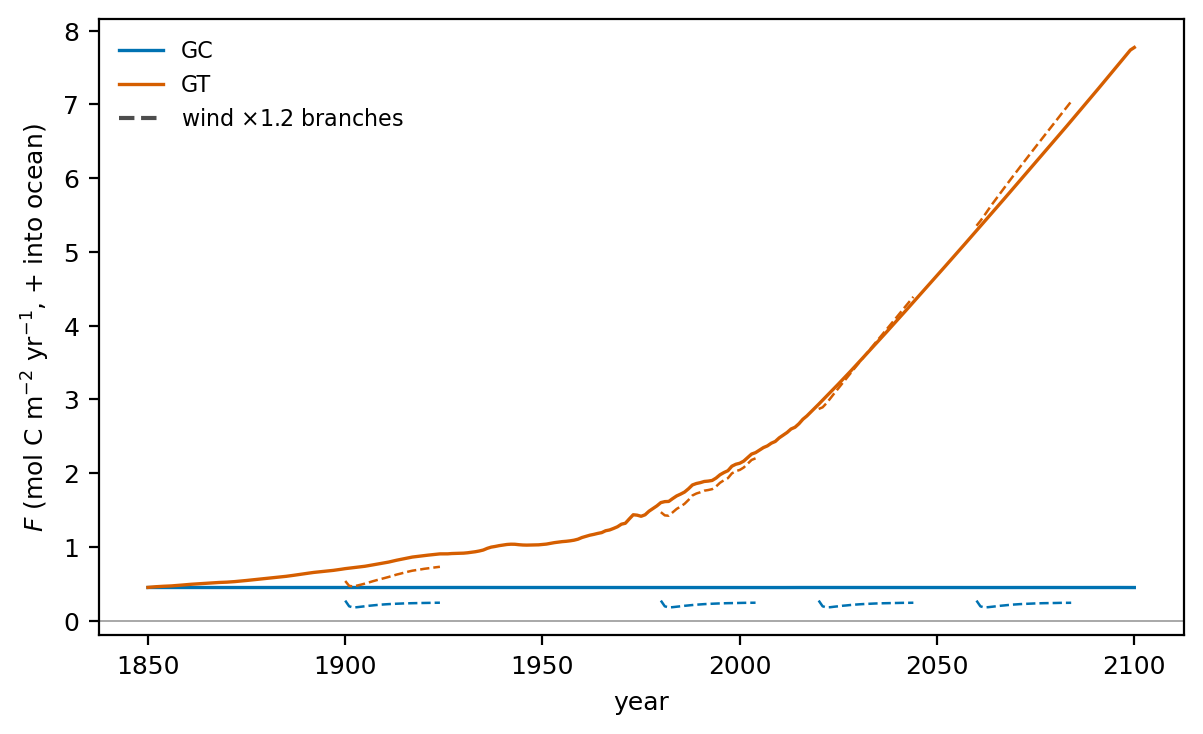 GC
GT
wind ×1.2 branches
F (mol C m⁻² yr⁻¹, + into ocean)
8
7
6
5
4
3
2
1
0
1850 1900 1950 2000 2050 2100
year